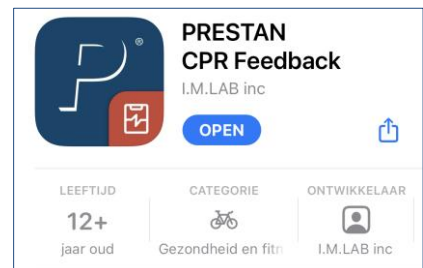 PRESTAN
CPR Feedback
I.M.LAB inc
OPEN
LEEFTIJD
12+
jaar oud
CATEGORIE
Gezondheid en fitn
ONTWIKKELAAR
I.M.LAB inc